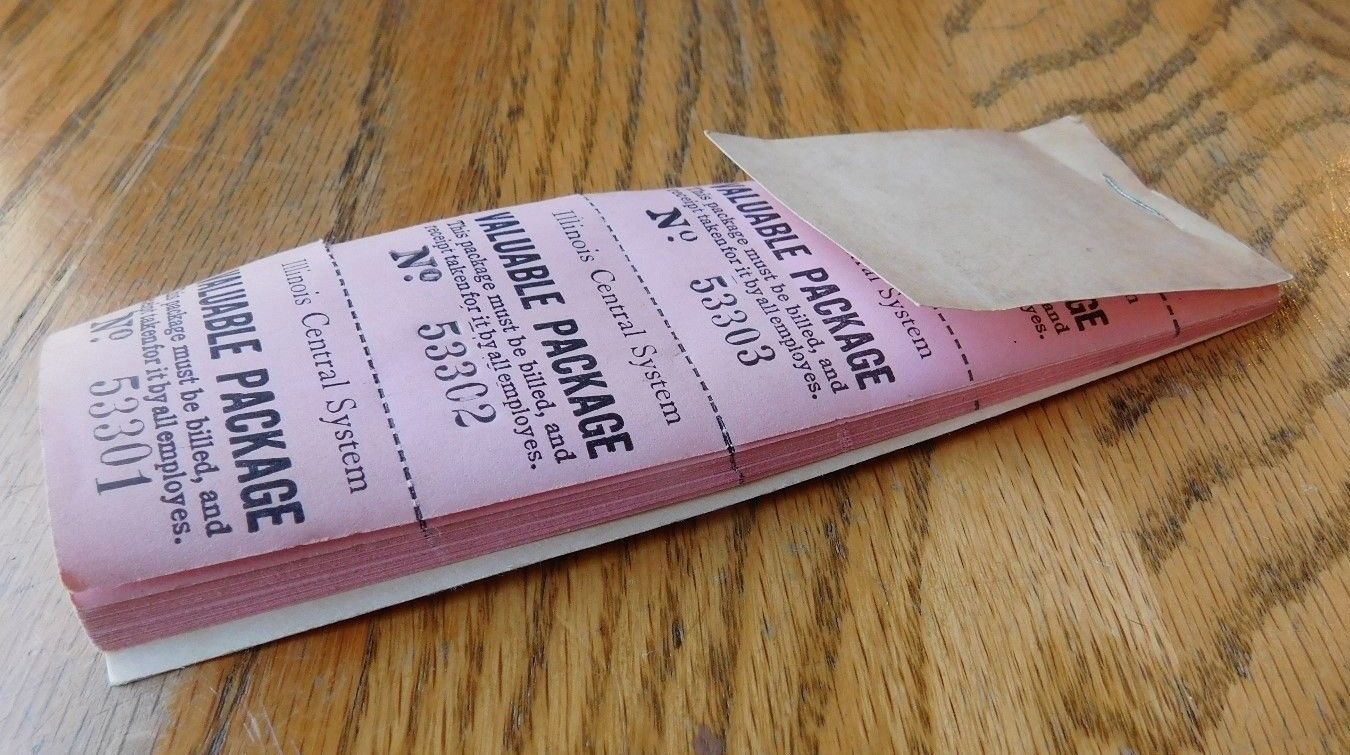 Illinois Central System
VALUABLE PACKAGE
This package must be billed, and
receipt taken for it by all employes.
No. 53301
Illinois Central System
VALUABLE PACKAGE
This package must be billed, and
receipt taken for it by all employes.
No 53302
System
VALUABLE PACKAGE
This package must be billed, and
receipt taken for it by all employes.
No 53303
and